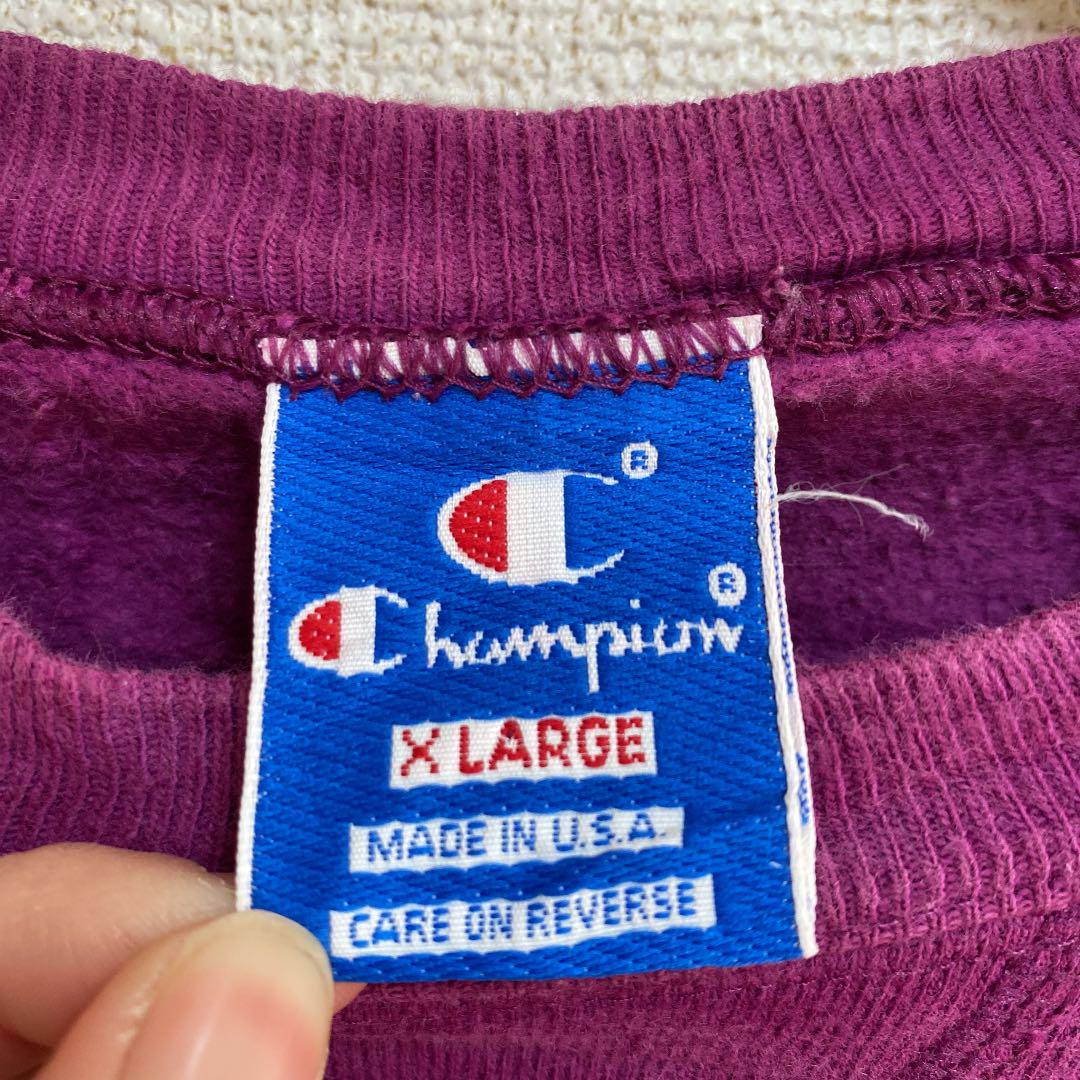 ®
Champion®
X LARGE
MADE IN U.S.A.
CARE ON REVERSE